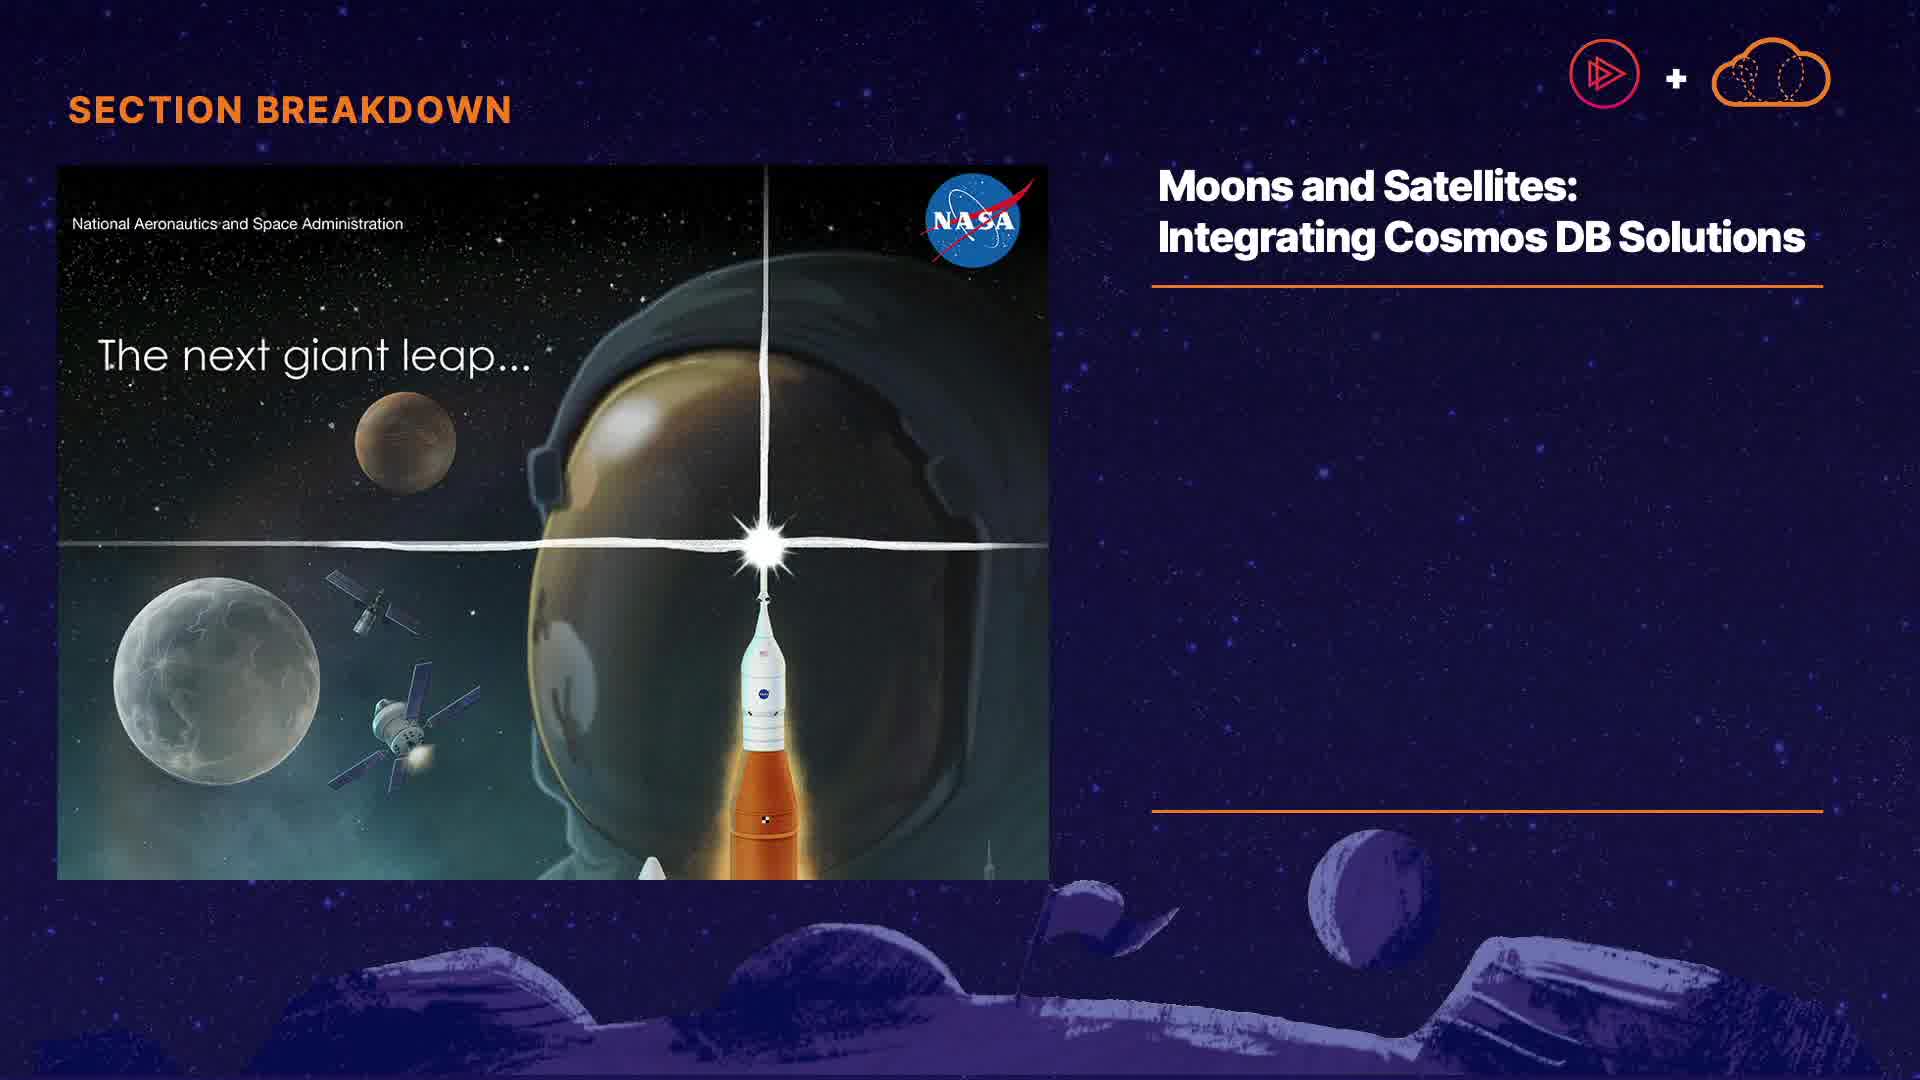 SECTION BREAKDOWN
+
National Aeronautics and Space Administration
NASA
The next giant leap...
Moons and Satellites:
Integrating Cosmos DB Solutions